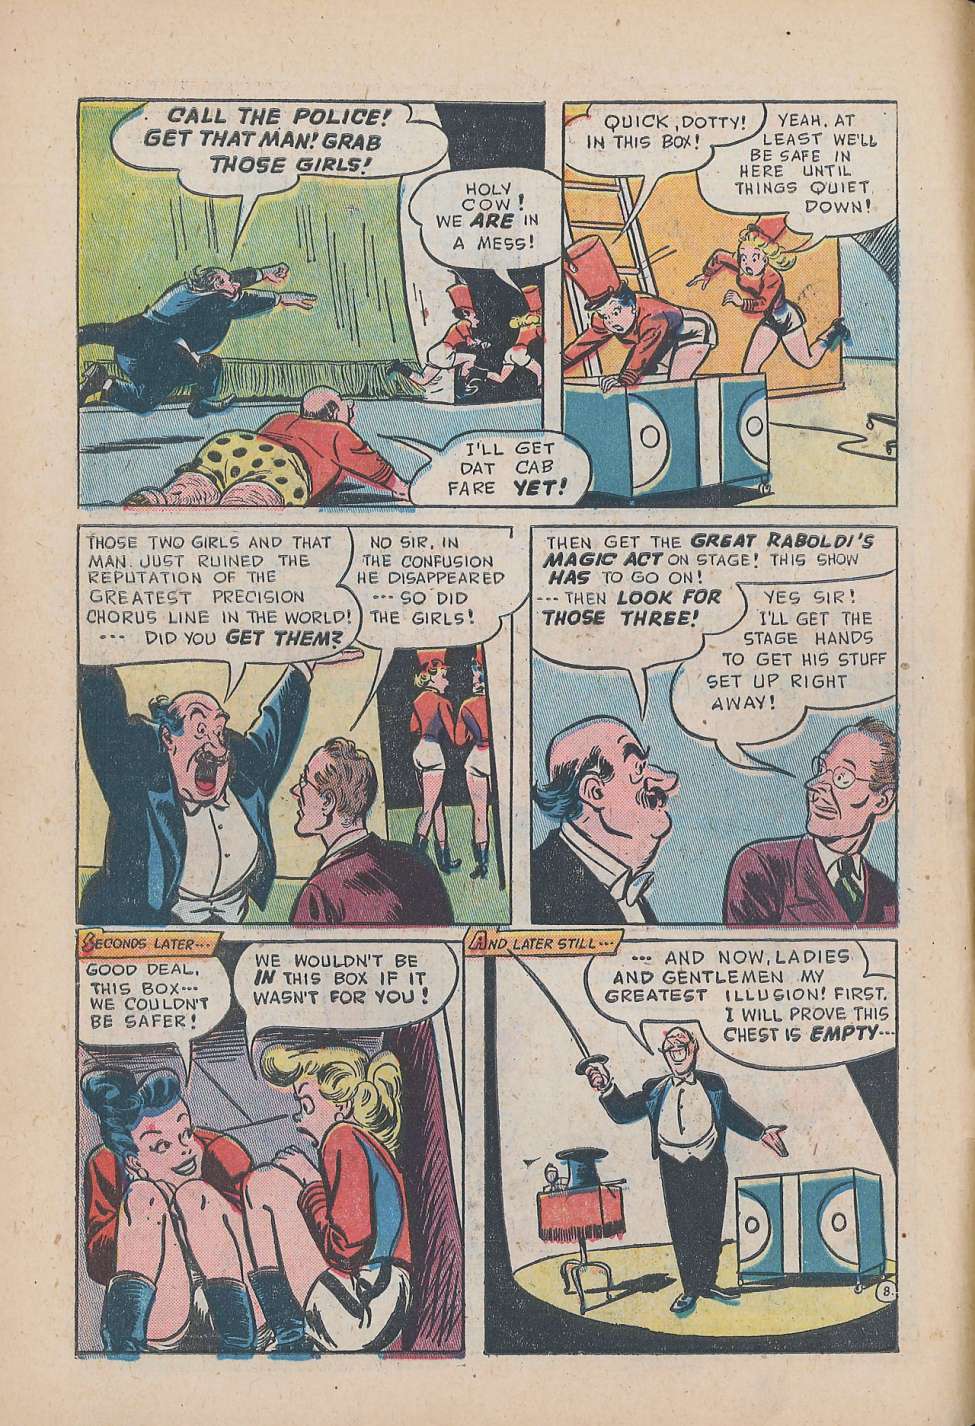 CALL THE POLICE!
GET THAT MAN! GRAB
THOSE GIRLS!
HOLY
COW!
WE ARE IN
A MESS!
I'LL GET
DAT CAB
FARE YET!
QUICK, DOTTY!
IN THIS BOX!
YEAH. AT
LEAST WE'LL
BE SAFE IN
HERE UNTIL
THINGS QUIET
DOWN!
THOSE TWO GIRLS AND THAT
MAN JUST RUINED THE
REPUTATION OF THE
GREATEST PRECISION
CHORUS LINE IN THE WORLD!
--- DID YOU GET THEM?
NO SIR, IN
THE CONFUSION
HE DISAPPEARED
--- SO DID
THE GIRLS!
THEN GET THE GREAT RABOLDI'S
MAGIC ACT ON STAGE! THIS SHOW
HAS TO GO ON!
--- THEN LOOK FOR
THOSE THREE!
YES SIR!
I'LL GET THE
STAGE HANDS
TO GET HIS STUFF
SET UP RIGHT
AWAY!
SECONDS LATER---
GOOD DEAL,
THIS BOX---
WE COULDN'T
BE SAFER!
WE WOULDN'T BE
IN THIS BOX IF IT
WASN'T FOR YOU!
AND LATER STILL---
--- AND NOW, LADIES
AND GENTLEMEN MY
GREATEST ILLUSION! FIRST,
I WILL PROVE THIS
CHEST IS EMPTY---
8.